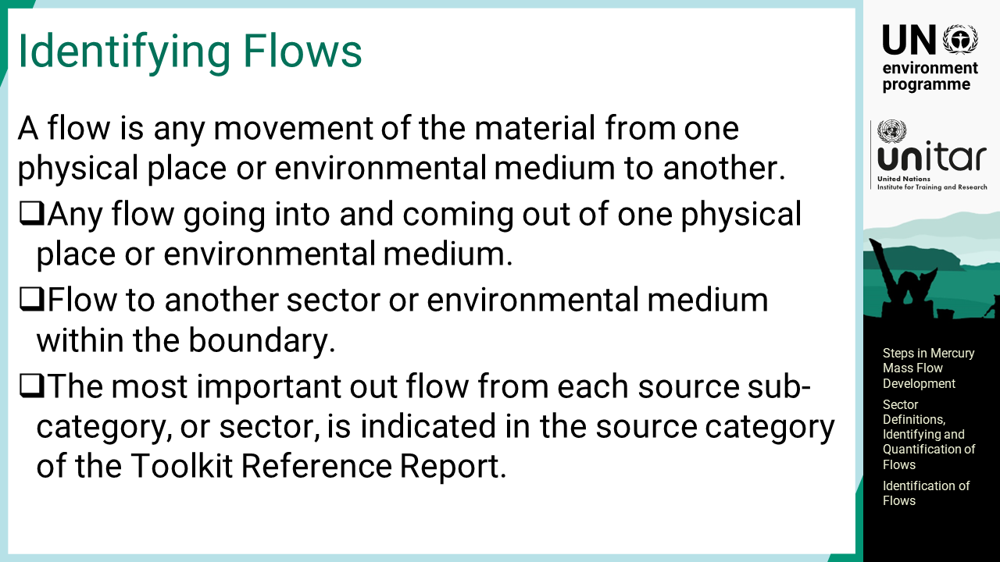 Identifying Flows
A flow is any movement of the material from one
physical place or environmental medium to another.
❑Any flow going into and coming out of one physical
place or environmental medium.
❑Flow to another sector or environmental medium
within the boundary.
❑The most important out flow from each source sub-
category, or sector, is indicated in the source category
of the Toolkit Reference Report.
UN
environment
programme
unitar
United Nations
Institute for Training and Research
Steps in Mercury
Mass Flow
Development
Sector
Definitions,
Identifying and
Quantification of
Flows
Identification of
Flows